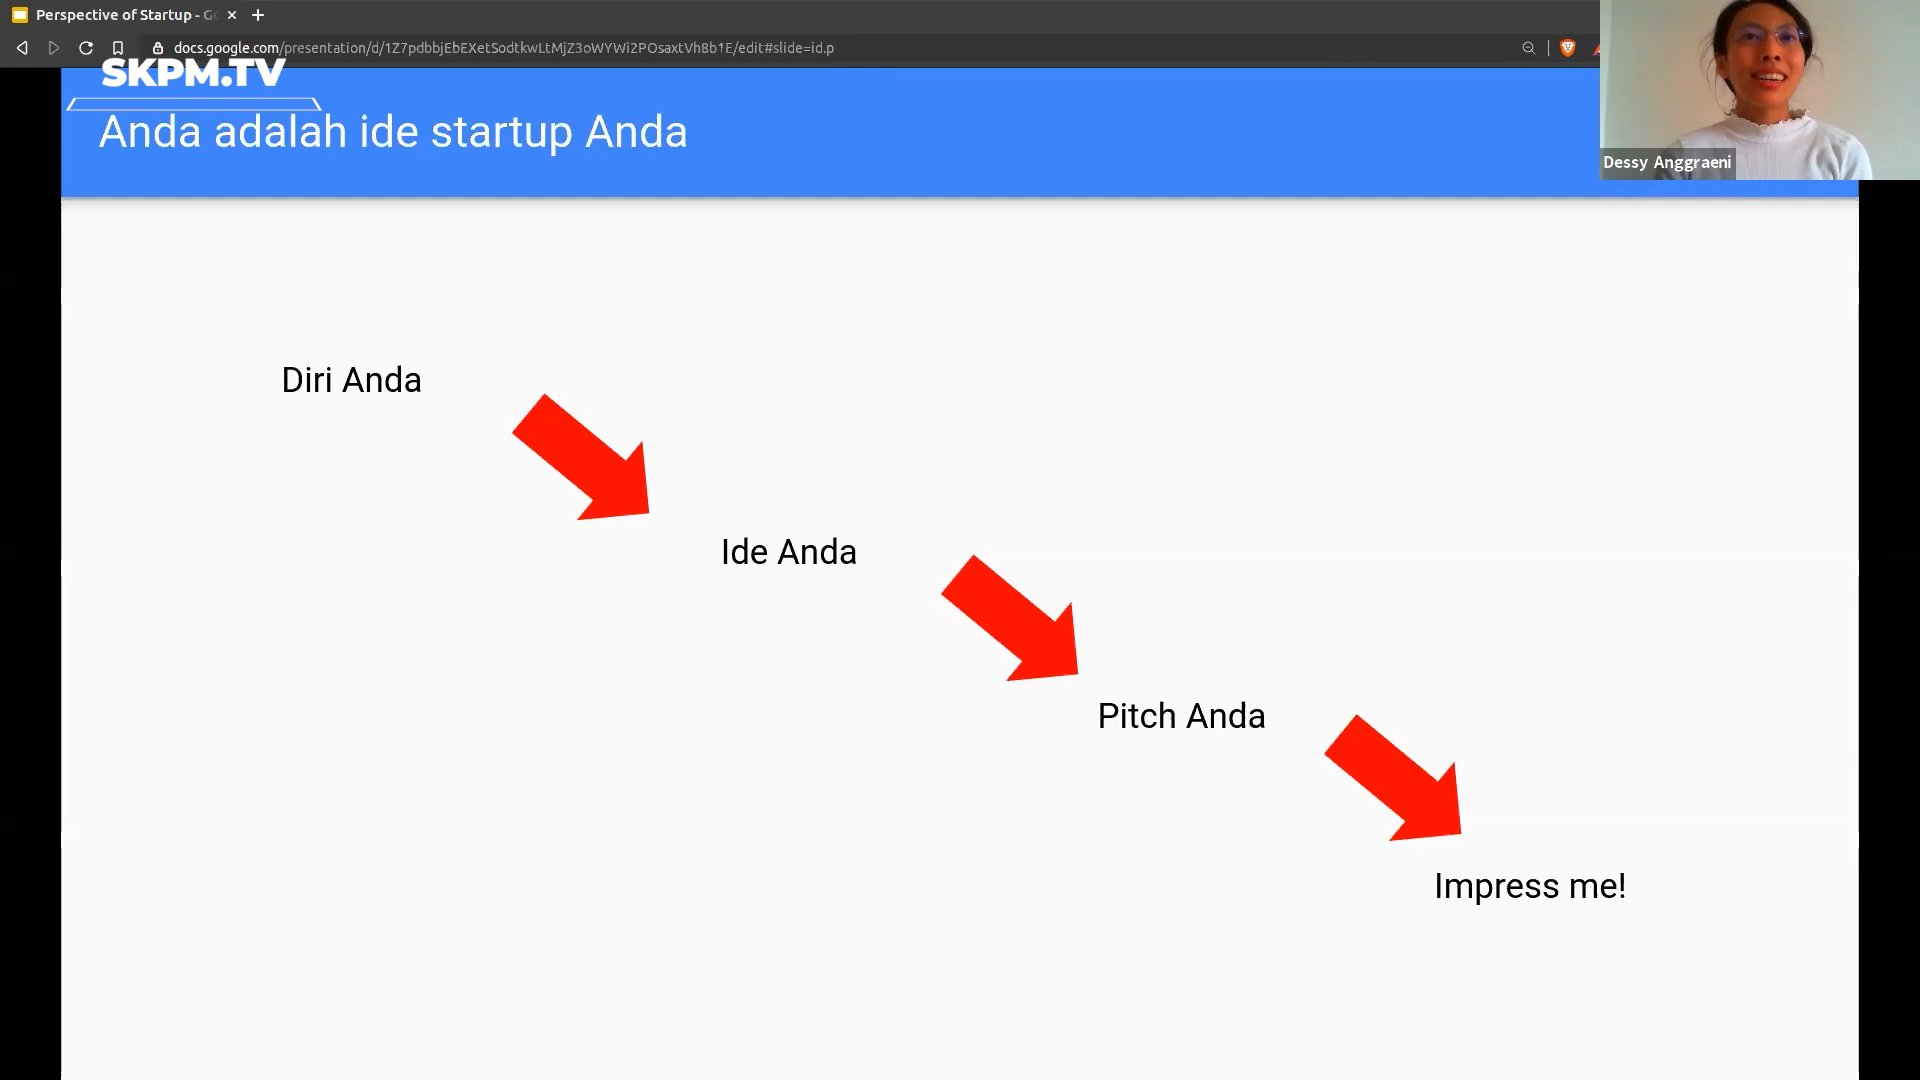 Perspective of Startup - G
docs.google.com/presentation/d/1Z7pdbbjEbEXetSodtkwLtMjZ3oWYWi2POsaxtVh8b1E/edit#slide=id.p
SKPM.TV
Anda adalah ide startup Anda
Dessy Anggraeni
Diri Anda
Ide Anda
Pitch Anda
Impress me!